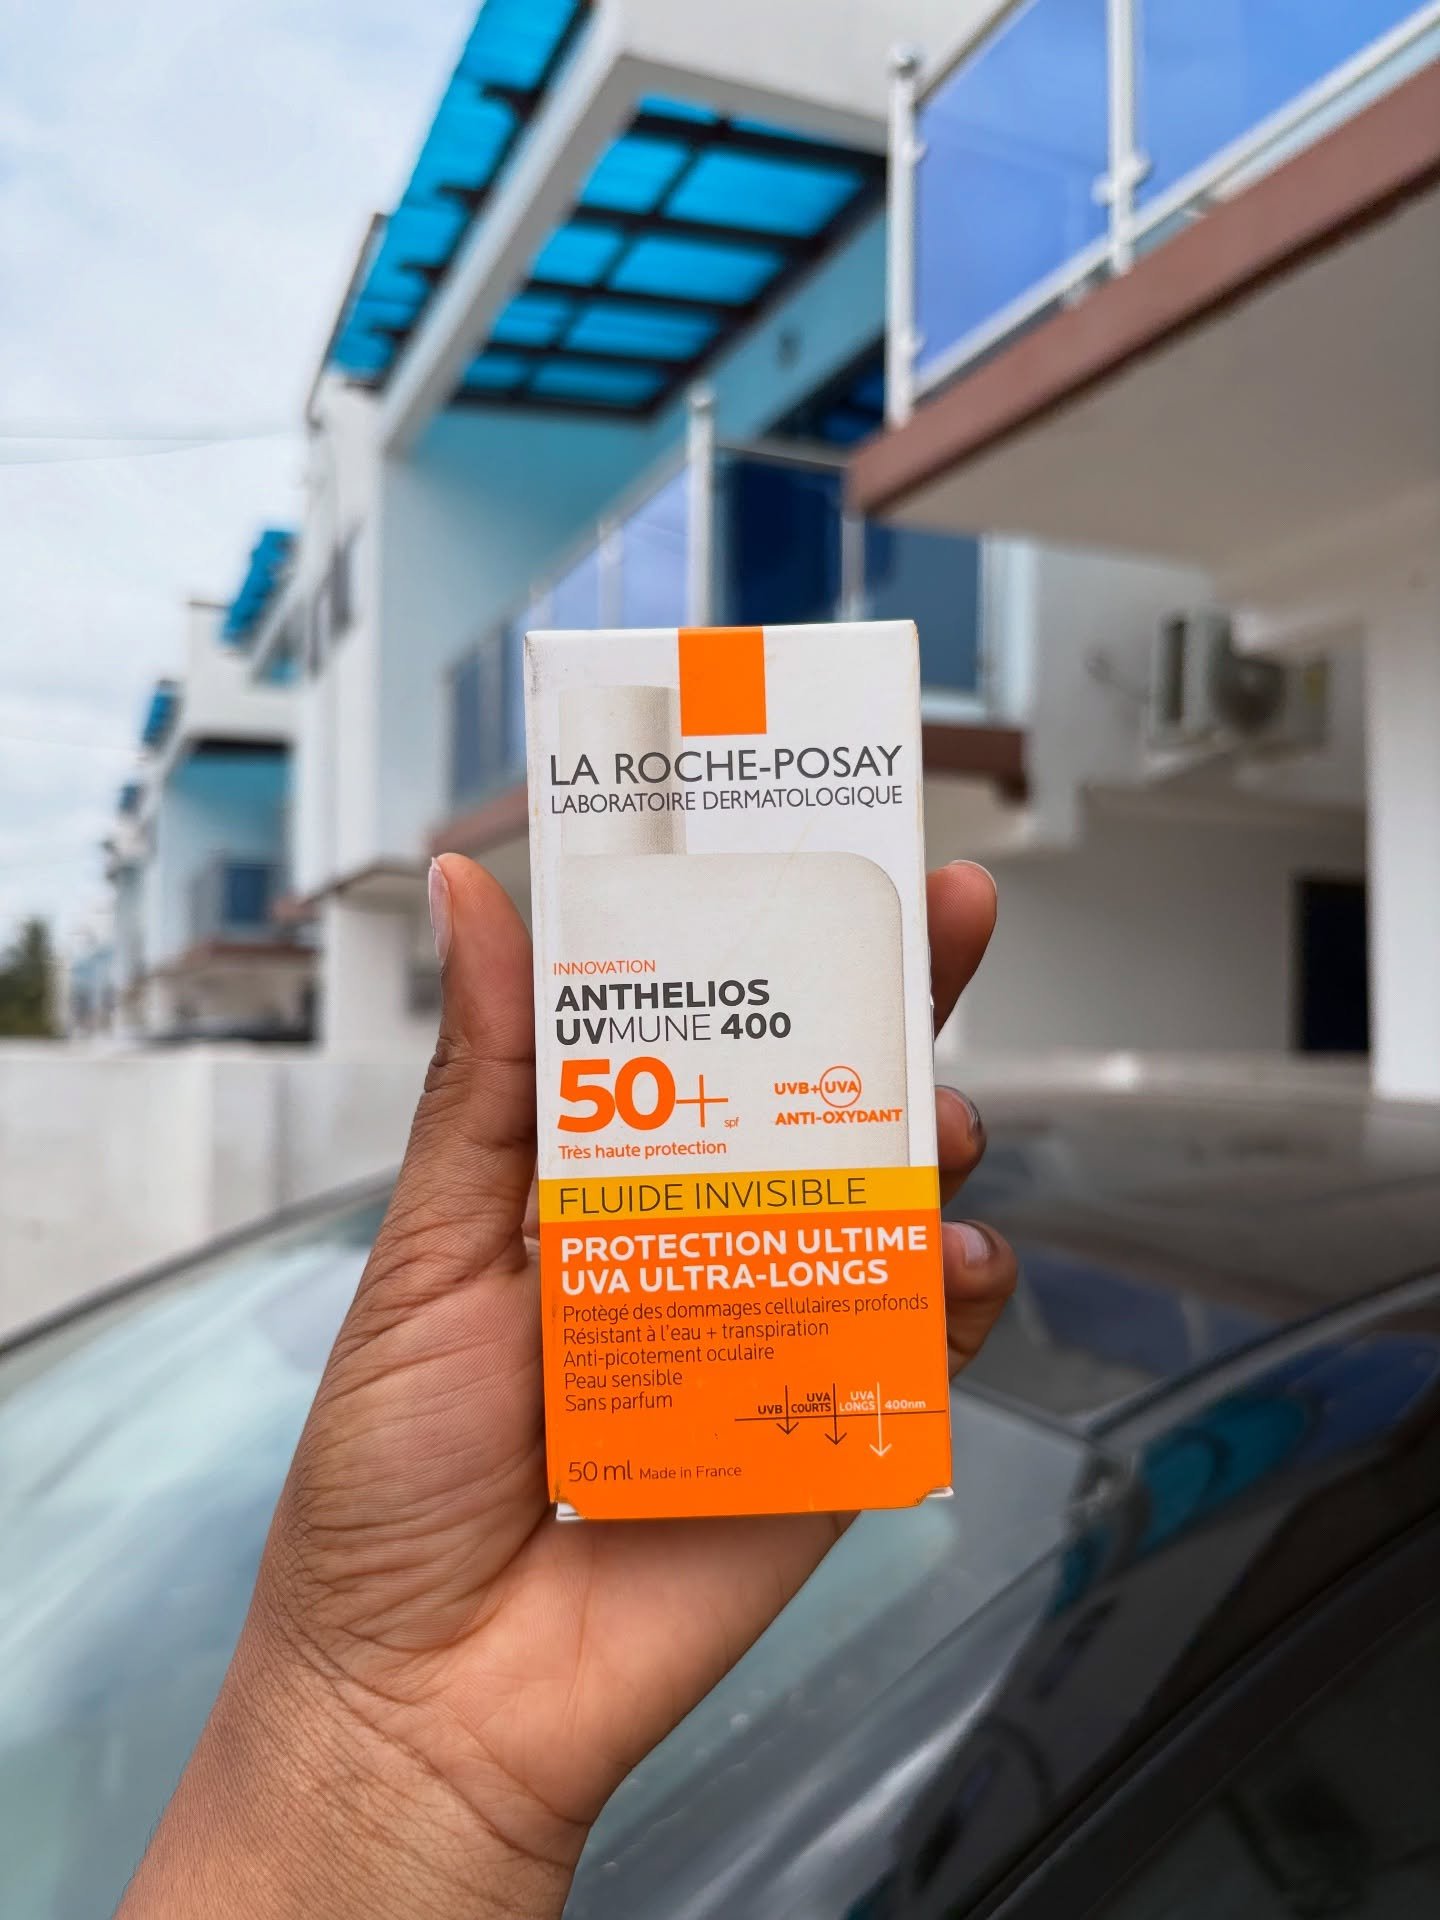 LA ROCHE-POSAY
LABORATOIRE DERMATOLOGIQUE
INNOVATION
ANTHELIOS
UVMUNE 400
50+ spf
Très haute protection
UVB+UVA
ANTI-OXYDANT
FLUIDE INVISIBLE
PROTECTION ULTIME
UVA ULTRA-LONGS
Protègé des dommages cellulaires profonds
Résistant à l'eau + transpiration
Anti-picotement oculaire
Peau sensible
Sans parfum
UVB
UVA
COURTS
UVA
LONGS
400nm
50 ml Made in France